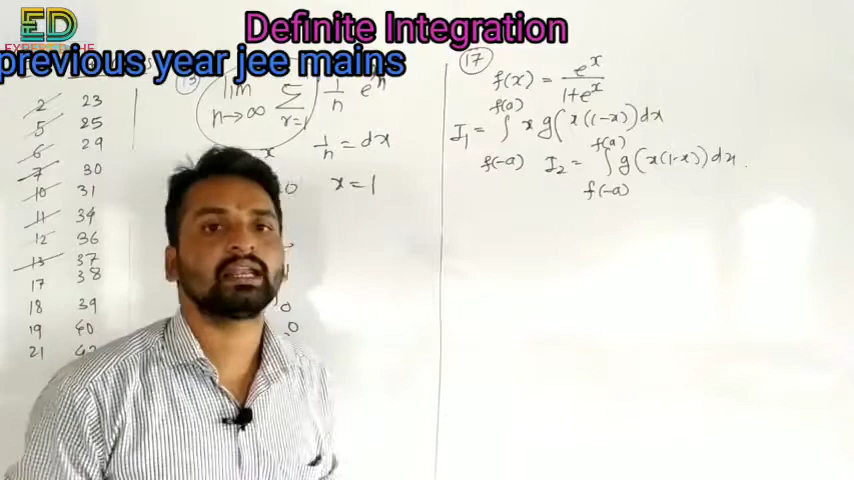 Definite Integration
ED
previous year jee mains
2 23
5 25
6 29
7 30
10 31
11 34
12 36
13 37
17 38
18 39
19 40
21 42
lim n→∞ Σ r=1 1/n e
1/n = dx
x = 1
17
f(x) = e^x / 1+e^x
I₁ = ∫ f(-a) f(a) x g(x(1-x))dx
I₂ = ∫ f(-a) f(a) g(x(1-x))dx.